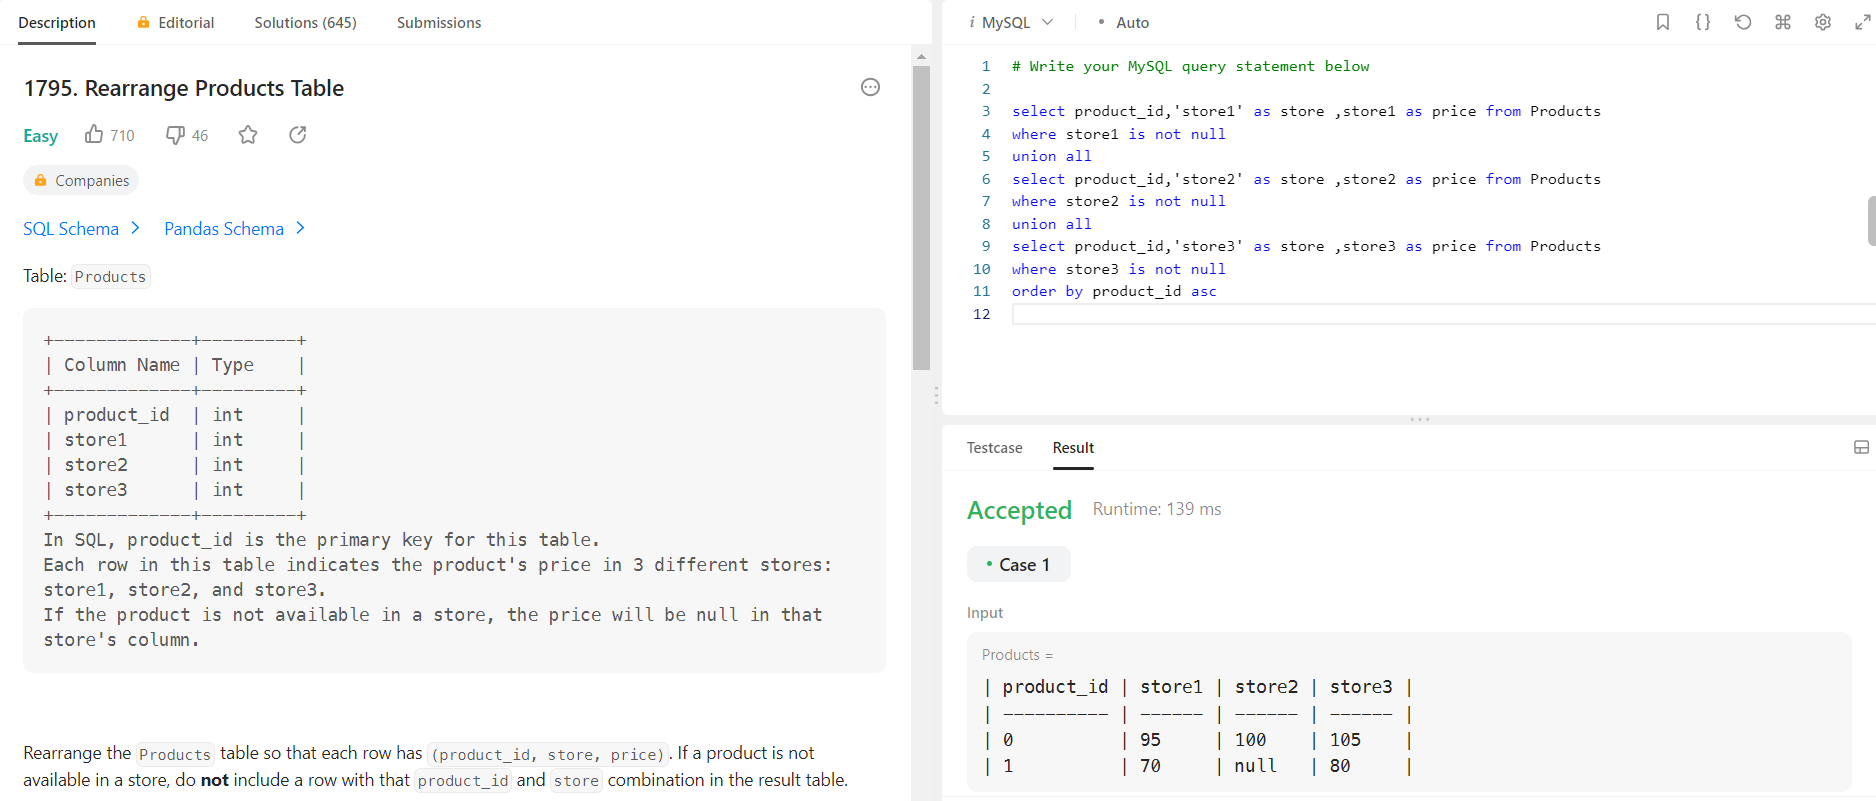 Description
Editorial
Solutions (645)
Submissions
1795. Rearrange Products Table
Easy
710
46
Companies
SQL Schema
Pandas Schema
Table: Products
+-------------+---------+
| Column Name | Type    |
+-------------+---------+
| product_id  | int     |
| store1      | int     |
| store2      | int     |
| store3      | int     |
+-------------+---------+
In SQL, product_id is the primary key for this table.
Each row in this table indicates the product's price in 3 different stores:
store1, store2, and store3.
If the product is not available in a store, the price will be null in that
store's column.
Rearrange the Products table so that each row has (product_id, store, price). If a product is not
available in a store, do not include a row with that product_id and store combination in the result table.
i MySQL
• Auto
1 # Write your MySQL query statement below
2
3 select product_id,'store1' as store ,store1 as price from Products
4 where store1 is not null
5 union all
6 select product_id,'store2' as store ,store2 as price from Products
7 where store2 is not null
8 union all
9 select product_id,'store3' as store ,store3 as price from Products
10 where store3 is not null
11 order by product_id asc
12
Testcase
Result
Accepted
Runtime: 139 ms
• Case 1
Input
Products =
| product_id | store1 | store2 | store3 |
| ---------- | ------ | ------ | ------ |
| 0          | 95     | 100    | 105    |
| 1          | 70     | null   | 80     |